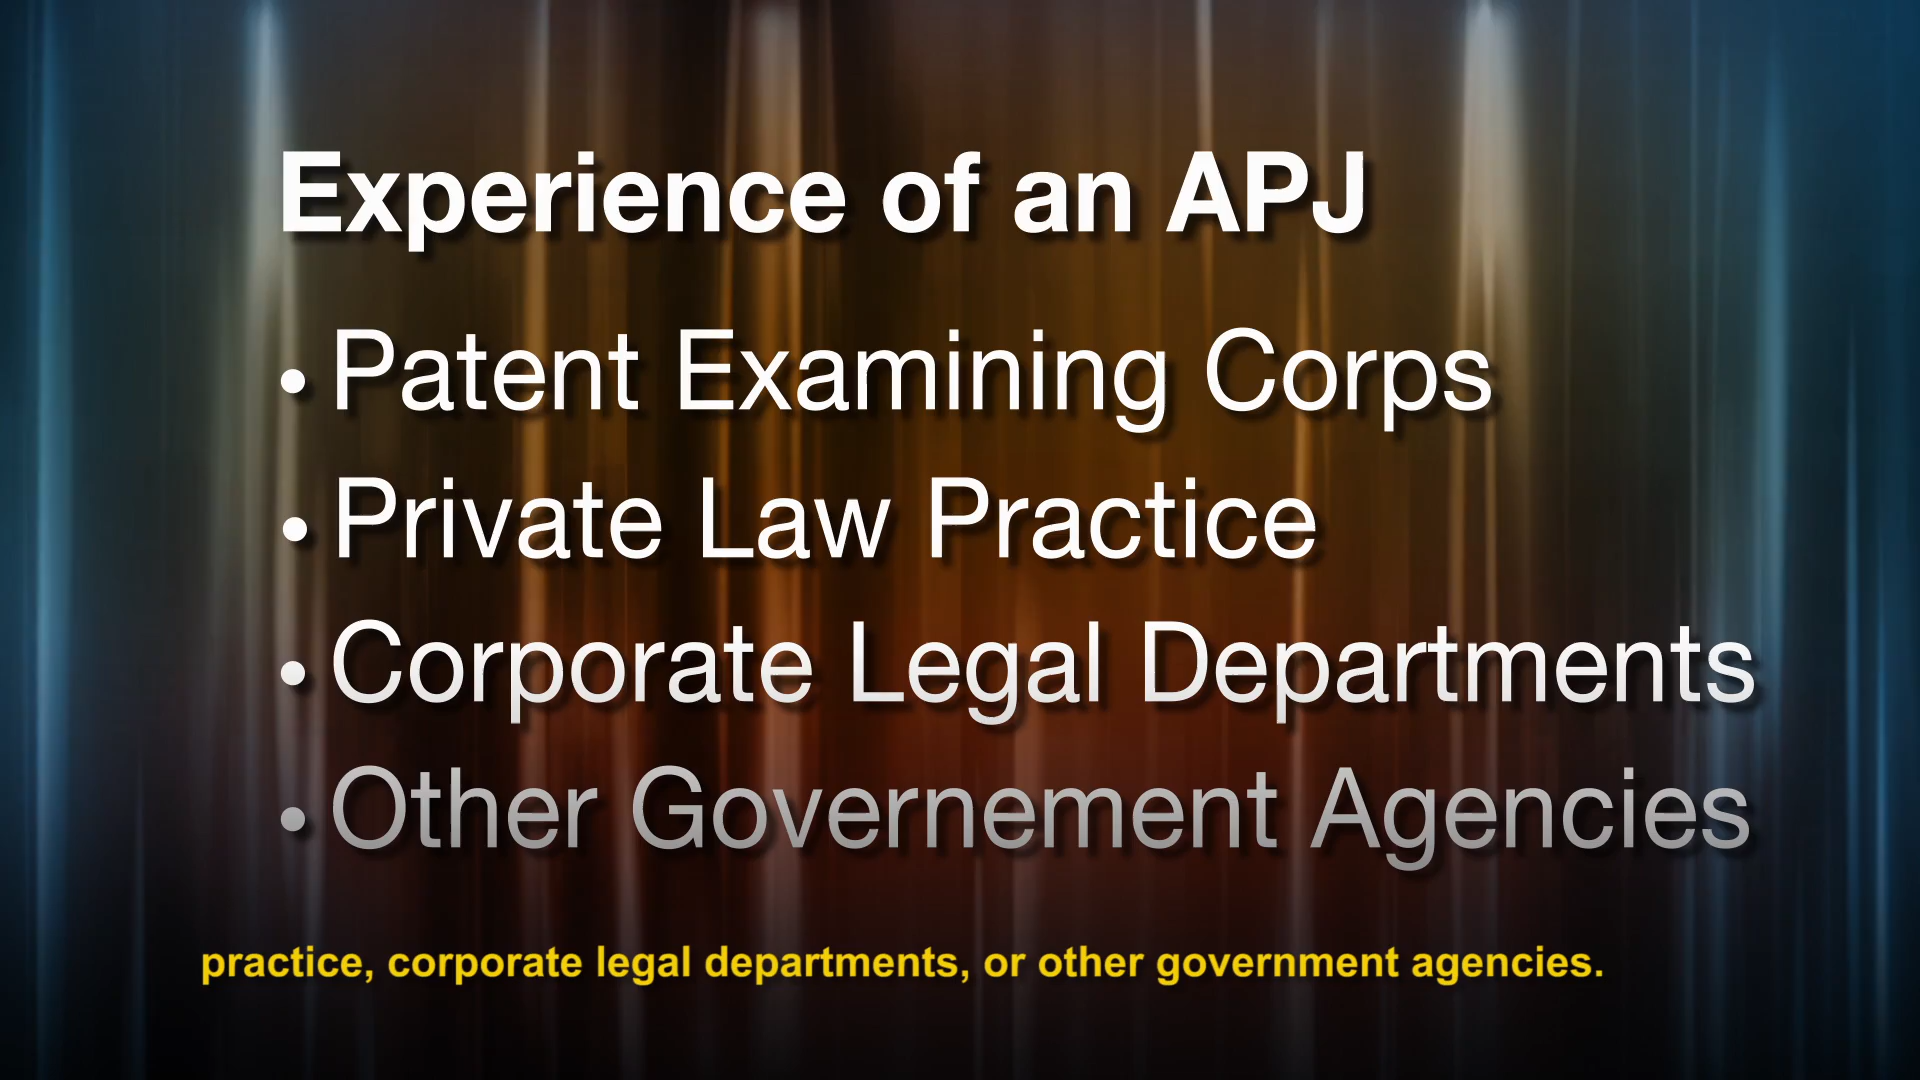 Experience of an APJ
• Patent Examining Corps
• Private Law Practice
• Corporate Legal Departments
• Other Governement Agencies
practice, corporate legal departments, or other government agencies.